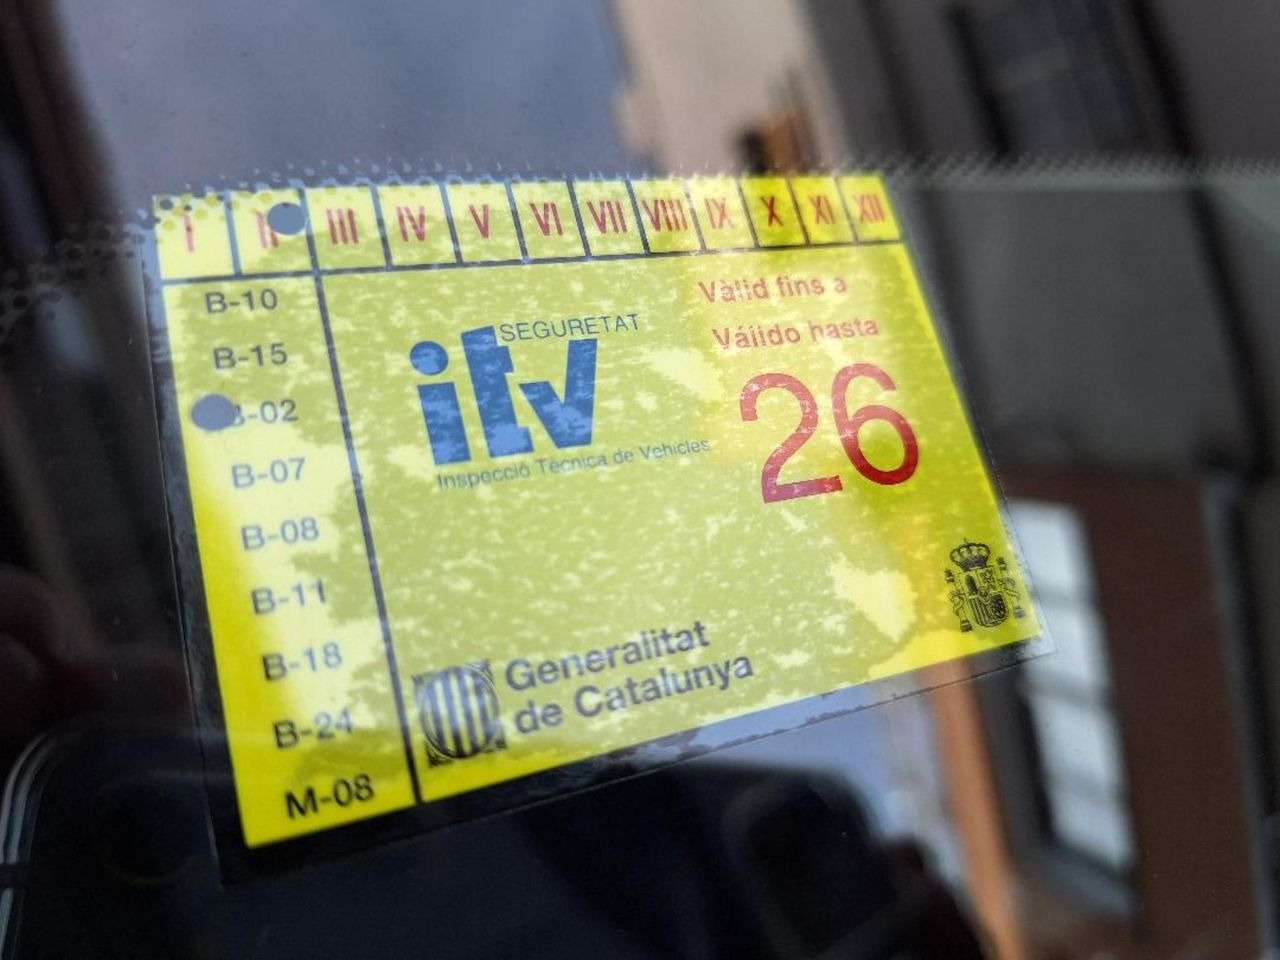 I II III IV V VI VII VIII IX X XI XII
B-10
B-15
B-02
B-07
B-08
B-11
B-18
B-24
M-08
SEGURETAT
itv
Inspecció Tècnica de Vehicles
Vàlid fins a
Válido hasta
26
Generalitat
de Catalunya